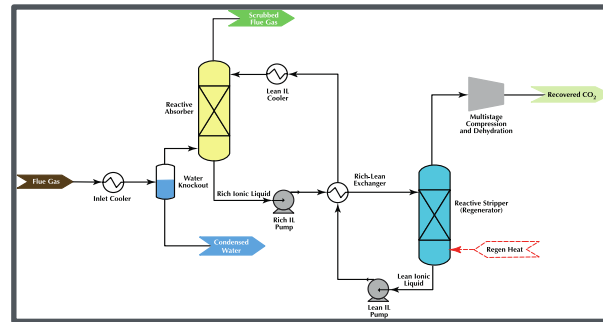 Scrubbed
Flue Gas
Lean IL
Cooler
Reactive
Absorber
Recovered CO₂
Multistage
Compression
and Dehydration
Flue Gas
Inlet Cooler
Water
Knockout
Rich Ionic Liquid
Rich IL
Pump
Rich-Lean
Exchanger
Reactive Stripper
(Regenerator)
Condensed
Water
Regen Heat
Lean Ionic
Liquid
Lean IL
Pump